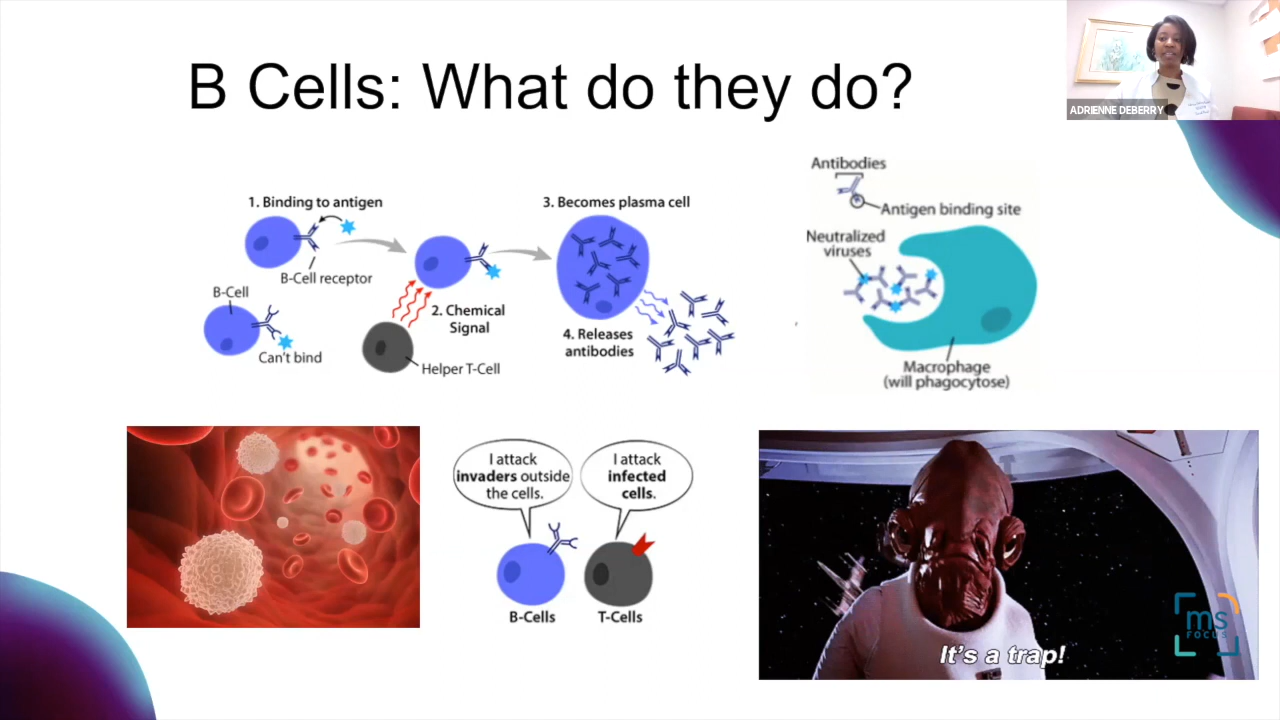 B Cells: What do they do?
ADRIENNE DEBERRY
1. Binding to antigen
B-Cell receptor
B-Cell
Can't bind
2. Chemical
Signal
Helper T-Cell
3. Becomes plasma cell
4. Releases
antibodies
Antibodies
Antigen binding site
Neutralized
viruses
Macrophage
(will phagocytose)
I attack
invaders outside
the cells.
I attack
infected
cells.
B-Cells
T-Cells
It's a trap!
ms
FOCUS